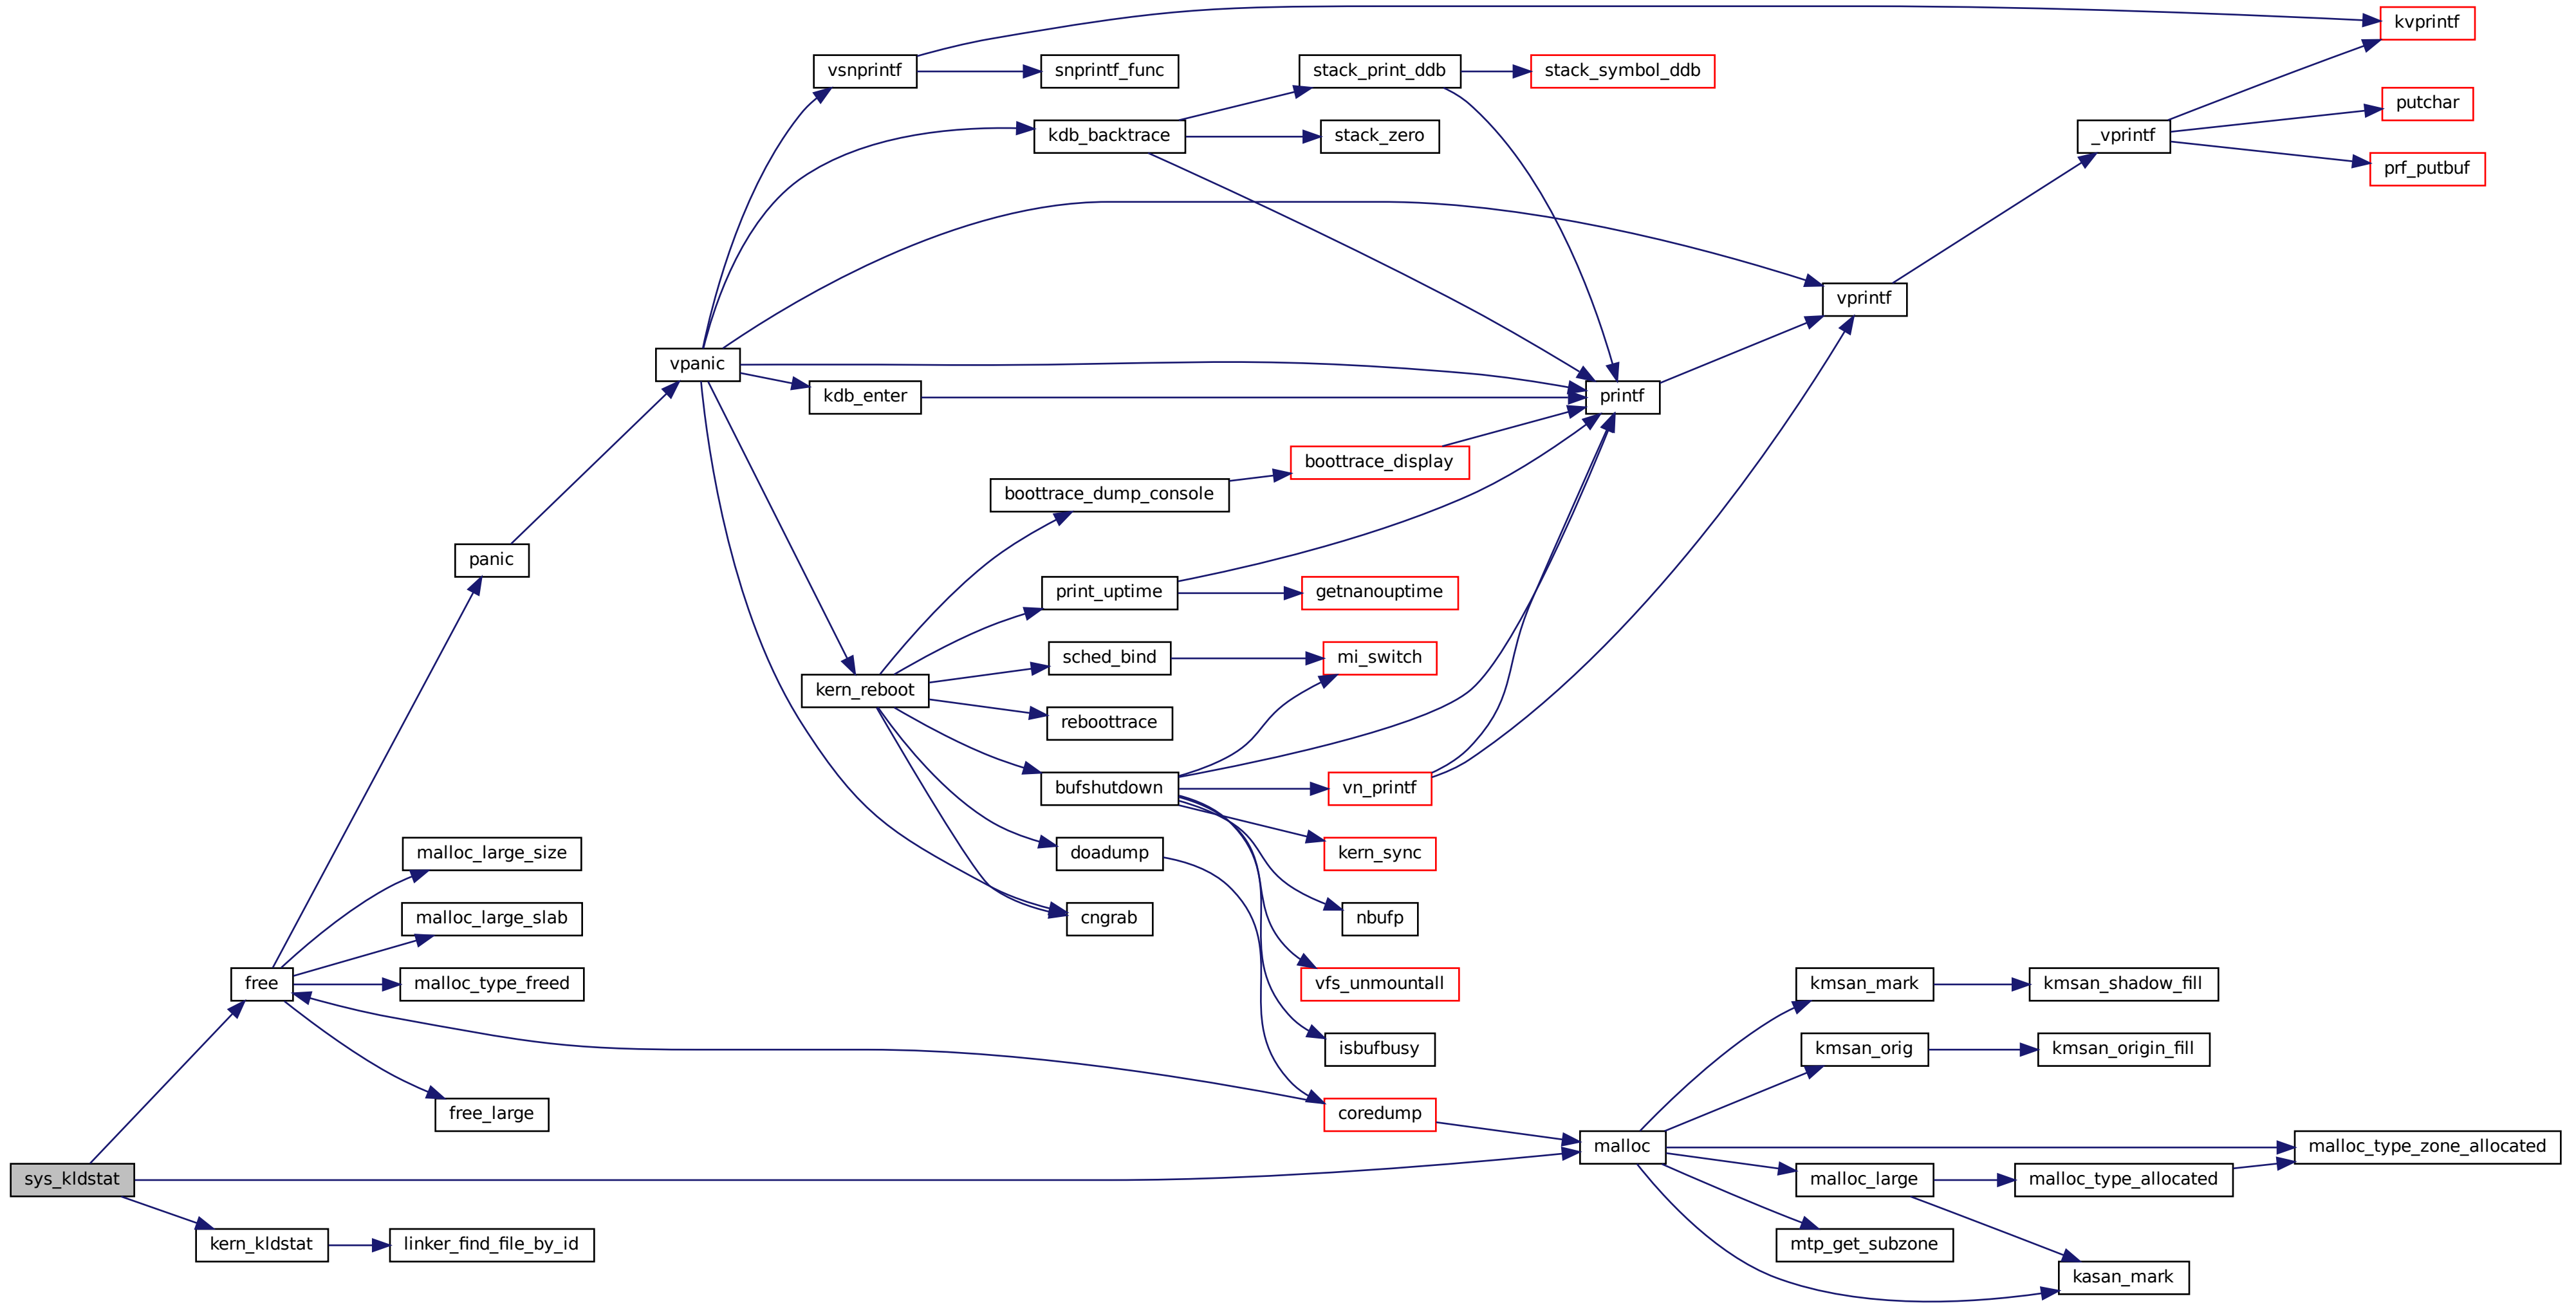 kvprintf
vsnprintf
snprintf_func
stack_print_ddb
stack_symbol_ddb
putchar
kdb_backtrace
stack_zero
_vprintf
prf_putbuf
vprintf
vpanic
kdb_enter
printf
boottrace_display
boottrace_dump_console
panic
print_uptime
getnanouptime
sched_bind
mi_switch
kern_reboot
reboottrace
bufshutdown
vn_printf
malloc_large_size
doadump
kern_sync
malloc_large_slab
cngrab
nbufp
free
malloc_type_freed
vfs_unmountall
kmsan_mark
kmsan_shadow_fill
isbufbusy
kmsan_orig
kmsan_origin_fill
free_large
coredump
malloc
malloc_type_zone_allocated
sys_kldstat
malloc_large
malloc_type_allocated
kern_kldstat
linker_find_file_by_id
mtp_get_subzone
kasan_mark